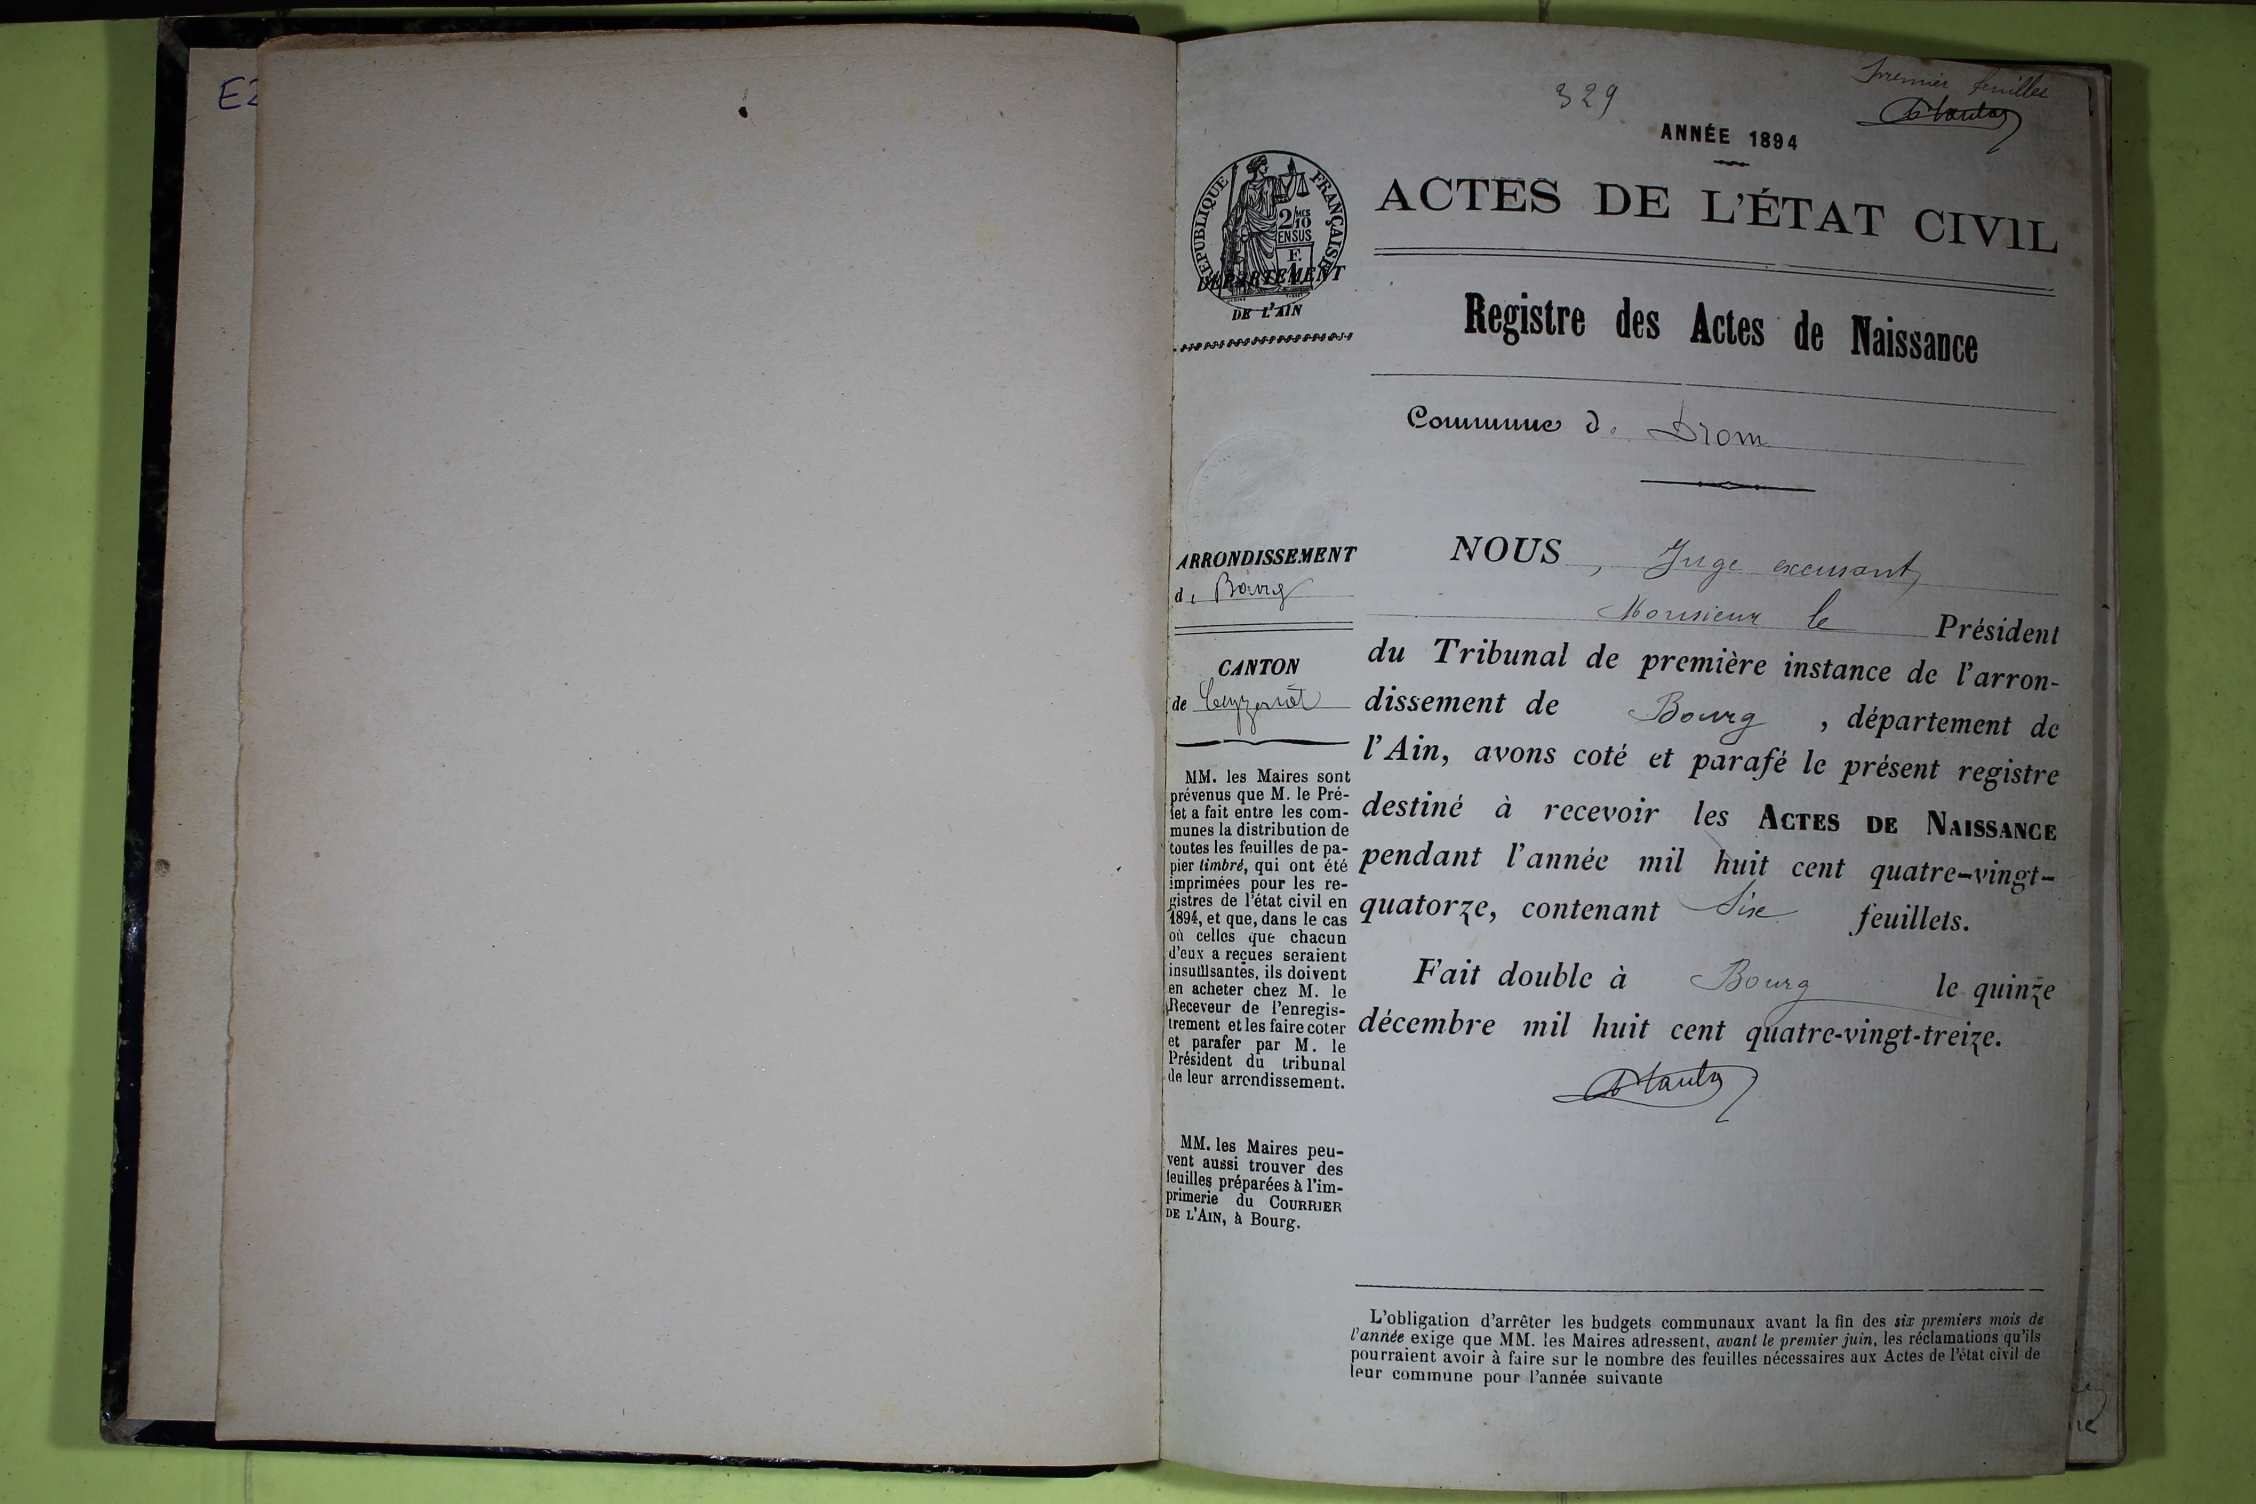 E2
329
Premier feuillet
ANNÉE 1894
ACTES DE L'ÉTAT CIVIL
RÉPUBLIQUE FRANÇAISE
2/10 MES
EN SUS
DÉPARTEMENT
DE L'AIN
Registre des Actes de Naissance
Commune d. Drom
ARRONDISSEMENT
de Bourg
CANTON
de Ceyzeriat
MM. les Maires sont
prévenus que M. le Pré-
fet a fait entre les com-
munes la distribution de
toutes les feuilles de pa-
pier timbré, qui ont été
imprimées pour les re-
gistres de l'état civil en
1894, et que, dans le cas
où celles que chacun
d'eux a reçues seraient
insuffisantes, ils doivent
en acheter chez M. le
Receveur de l'enregis-
trement et les faire coter
et parafer par M. le
Président du tribunal
de leur arrondissement.
MM. les Maires peu-
vent aussi trouver des
feuilles préparées à l'im-
primerie du COURRIER
DE L'AIN, à Bourg.
NOUS, Juge excusant
Monsieur le Président
du Tribunal de première instance de l'arron-
dissement de Bourg, département de
l'Ain, avons coté et parafé le présent registre
destiné à recevoir les ACTES DE NAISSANCE
pendant l'année mil huit cent quatre-vingt-
quatorze, contenant Six feuillets.
Fait double à Bourg le quinze
décembre mil huit cent quatre-vingt-treize.
L'obligation d'arrêter les budgets communaux avant la fin des six premiers mois de
l'année exige que MM. les Maires adressent, avant le premier juin, les réclamations qu'ils
pourraient avoir à faire sur le nombre des feuilles nécessaires aux Actes de l'état civil de
leur commune pour l'année suivante